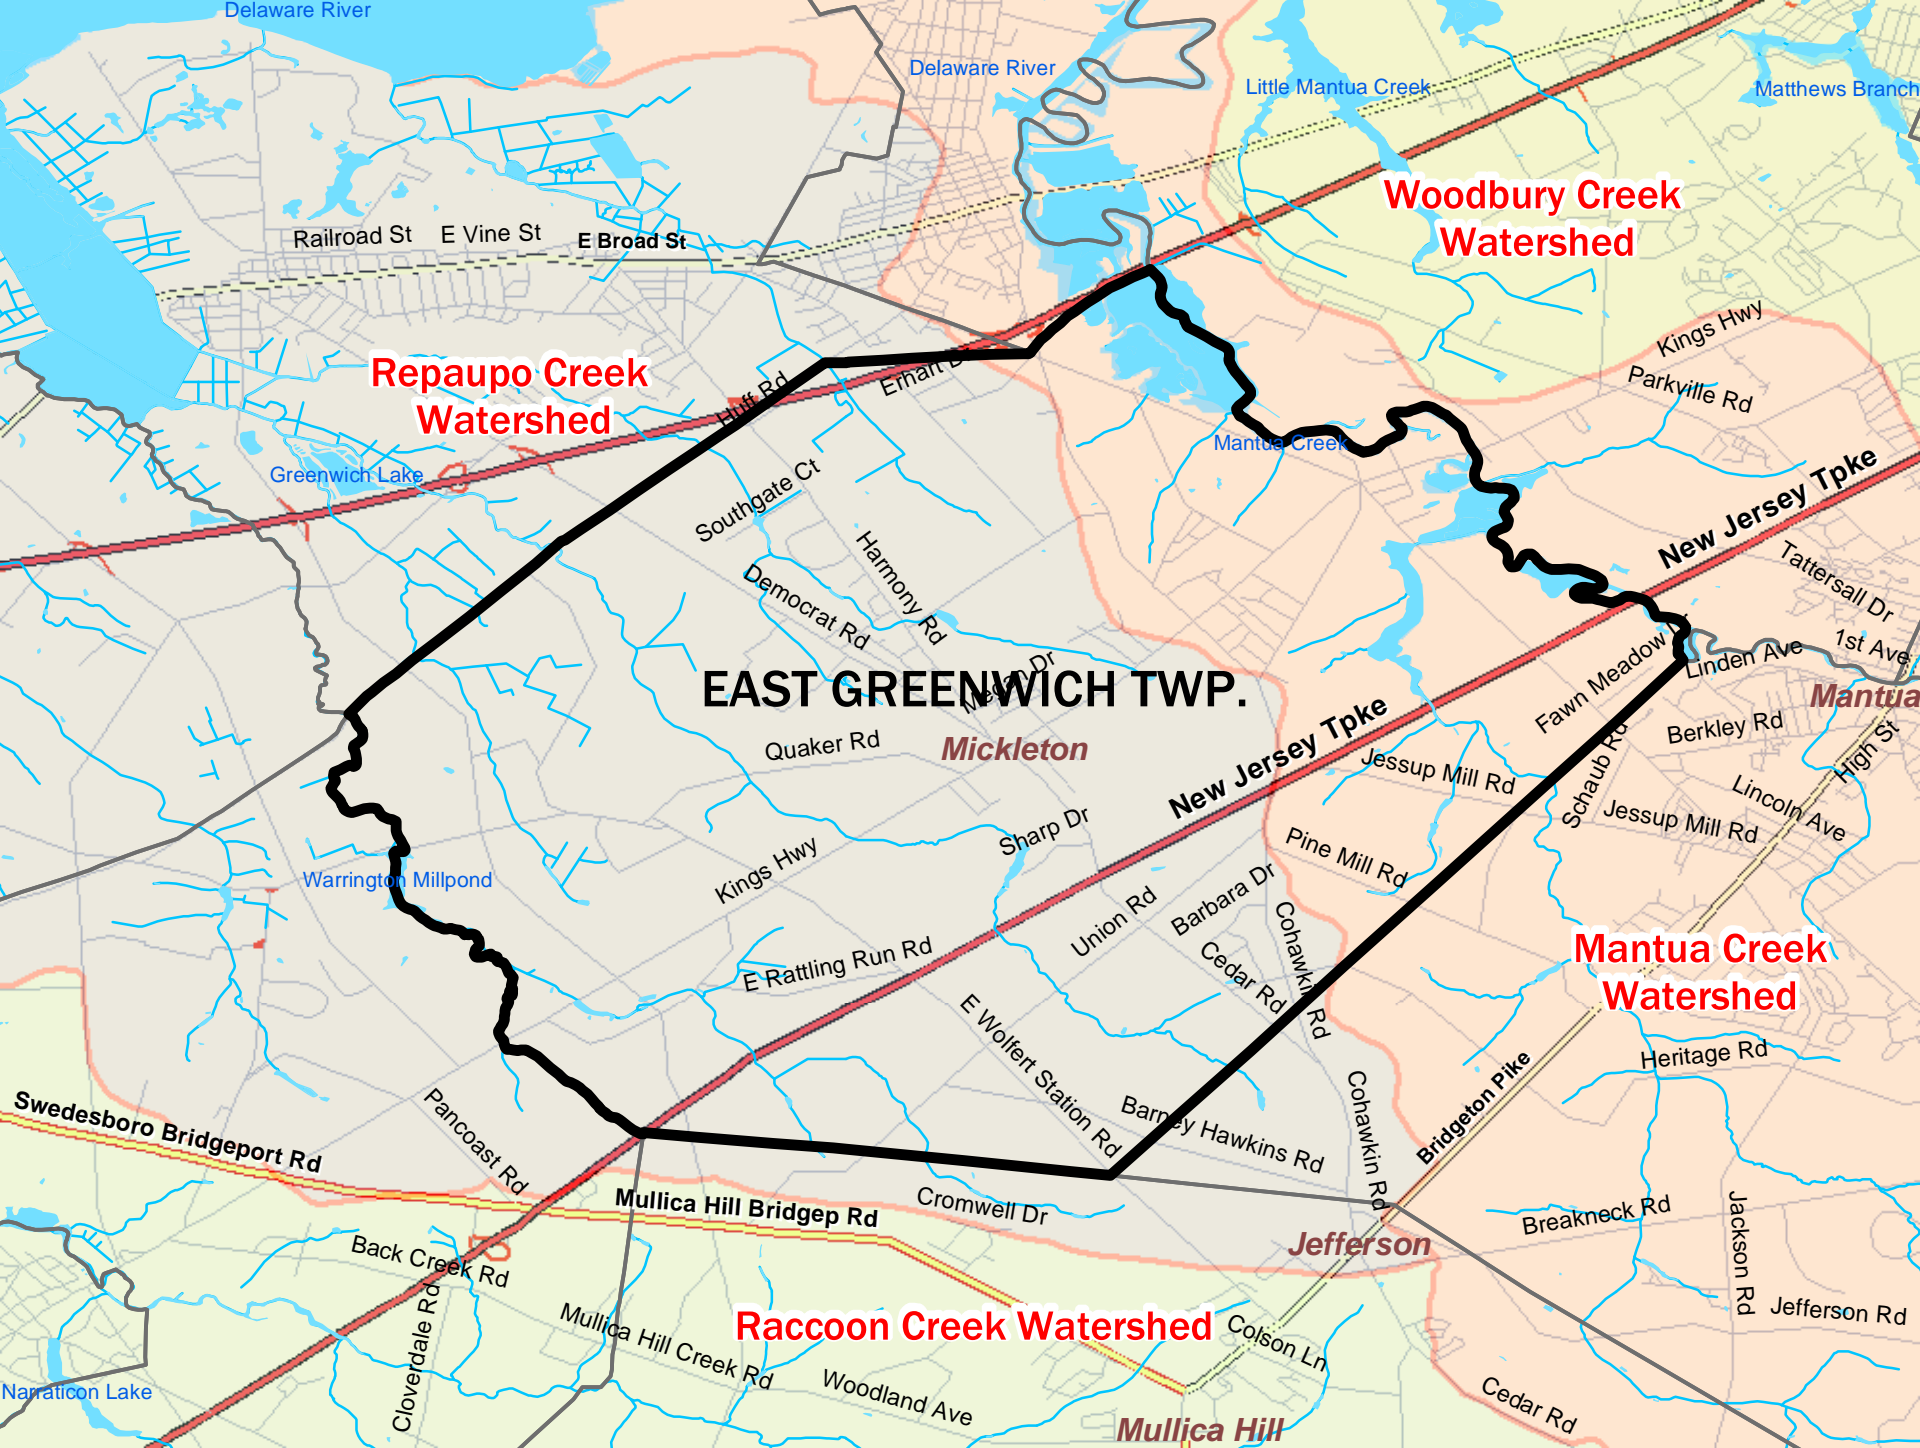 Delaware River
Delaware River
Little Mantua Creek
Matthews Branch
Woodbury Creek
Watershed
Railroad St
E Vine St
E Broad St
Kings Hwy
Repaupo Creek
Watershed
Erhart Dr
Huff Rd
Parkville Rd
Mantua Creek
Greenwich Lake
Southgate Ct
New Jersey Tpke
Harmony Rd
Democrat Rd
Tattersall Dr
1st Ave
Linden Ave
Fawn Meadow
EAST GREENWICH TWP.
Megan Dr
Mantua
Mickleton
Quaker Rd
New Jersey Tpke
Berkley Rd
High St
Schaub Rd
Jessup Mill Rd
Jessup Mill Rd
Lincoln Ave
Sharp Dr
Pine Mill Rd
Kings Hwy
Warrington Millpond
Barbara Dr
Union Rd
Cohawkin Rd
Cedar Rd
E Rattling Run Rd
Mantua Creek
Watershed
E Wolfert Station Rd
Heritage Rd
Bridgeton Pike
Cohawkin Rd
Barney Hawkins Rd
Pancoast Rd
Swedesboro Bridgeport Rd
Mullica Hill Bridgep Rd
Cromwell Dr
Breakneck Rd
Jackson Rd
Jefferson
Back Creek Rd
Cloverdale Rd
Mullica Hill Creek Rd
Raccoon Creek Watershed
Colson Ln
Jefferson Rd
Narraticon Lake
Woodland Ave
Mullica Hill
Cedar Rd